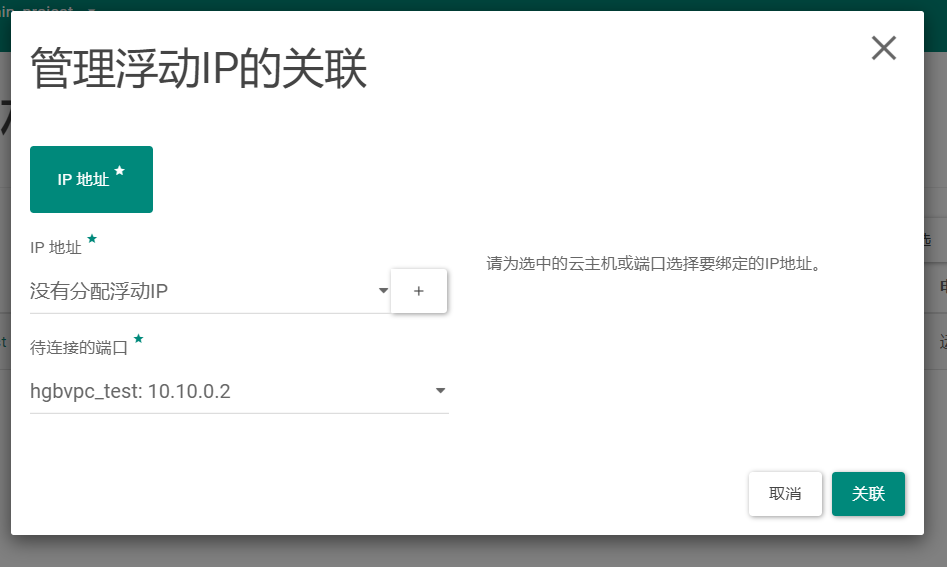 管理浮动IP的关联
IP 地址
IP 地址
没有分配浮动IP
+
请为选中的云主机或端口选择要绑定的IP地址。
待连接的端口
hgbvpc_test: 10.10.0.2
取消
关联